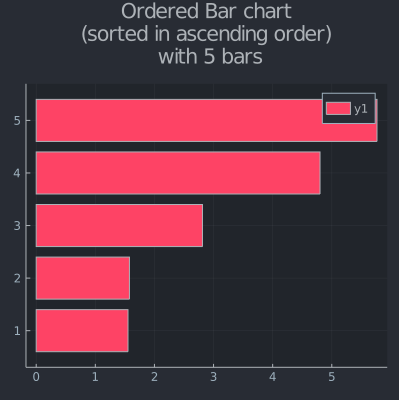 Ordered Bar chart
(sorted in ascending order)
with 5 bars
y1
5
4
3
2
1
0 1 2 3 4 5